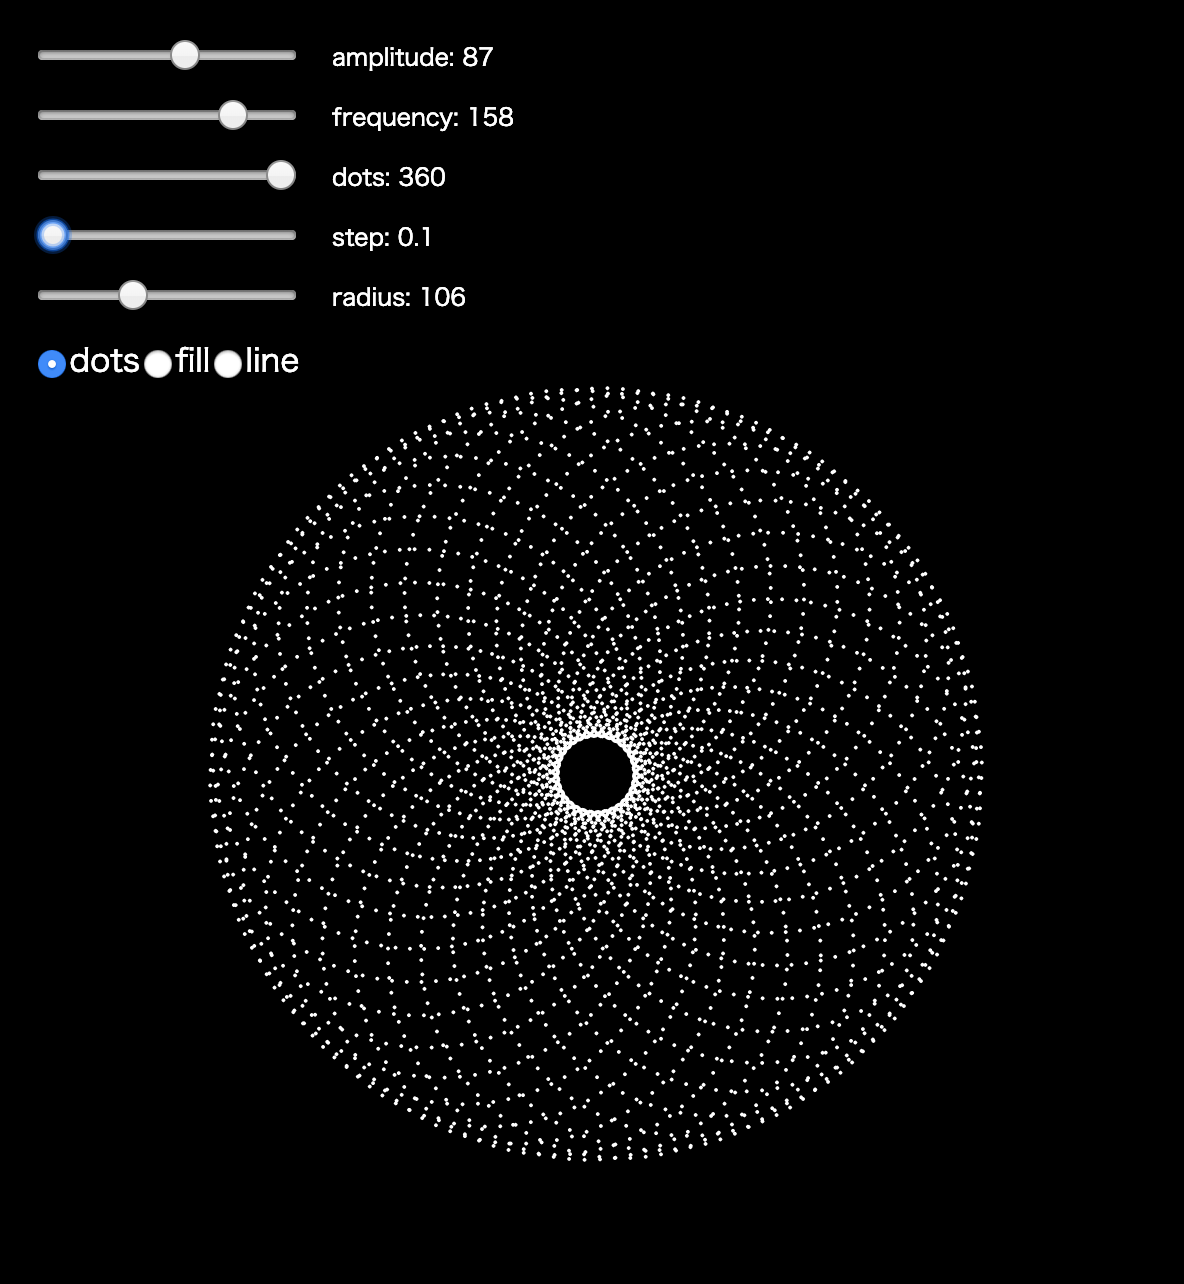 amplitude: 87
frequency: 158
dots: 360
step: 0.1
radius: 106
dots fill line